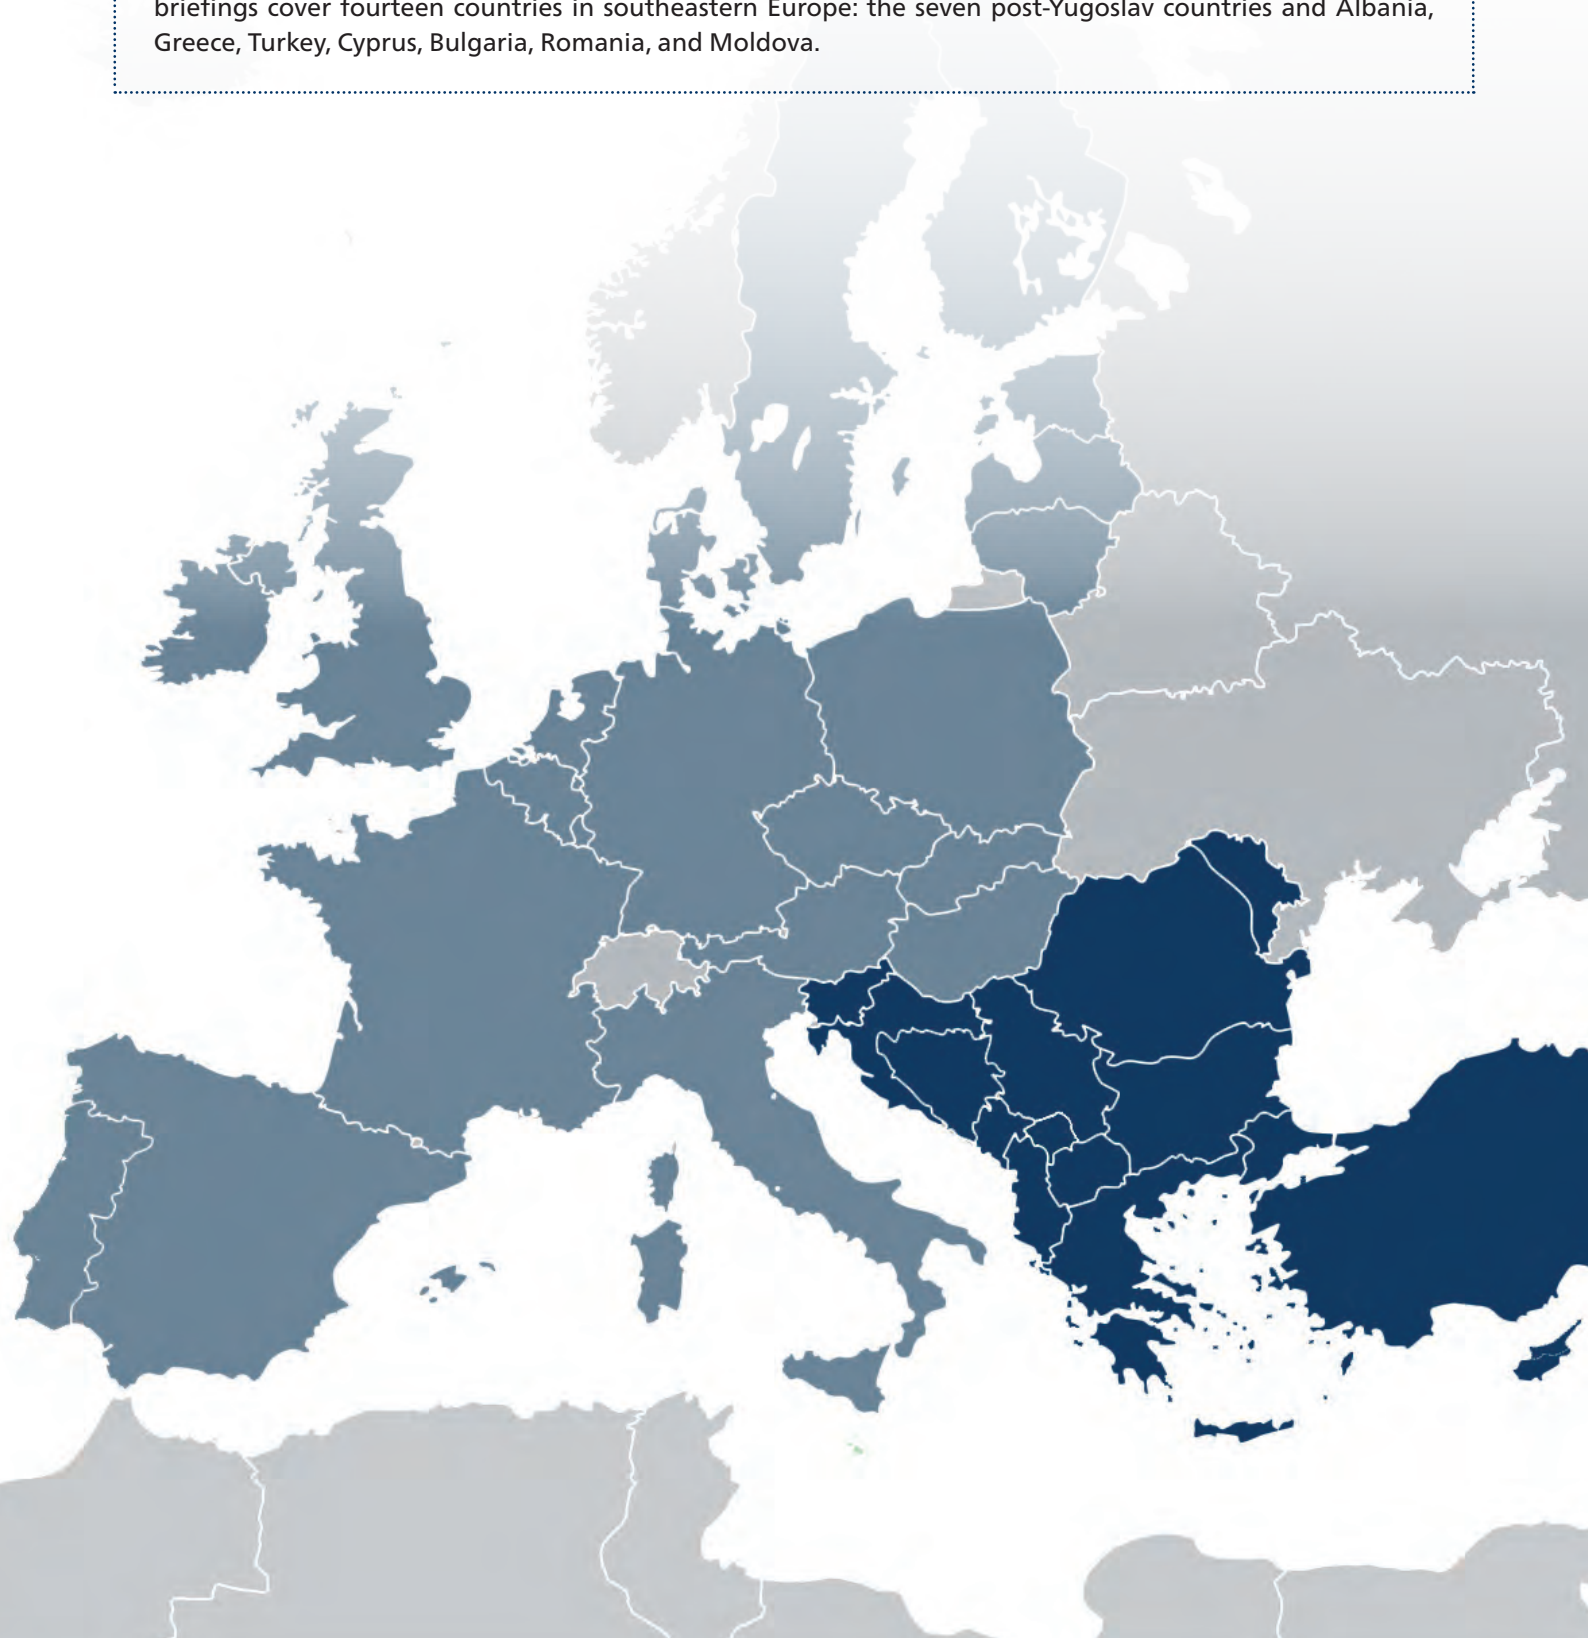 briefings cover fourteen countries in southeastern Europe: the seven post-Yugoslav countries and Albania,
Greece, Turkey, Cyprus, Bulgaria, Romania, and Moldova.